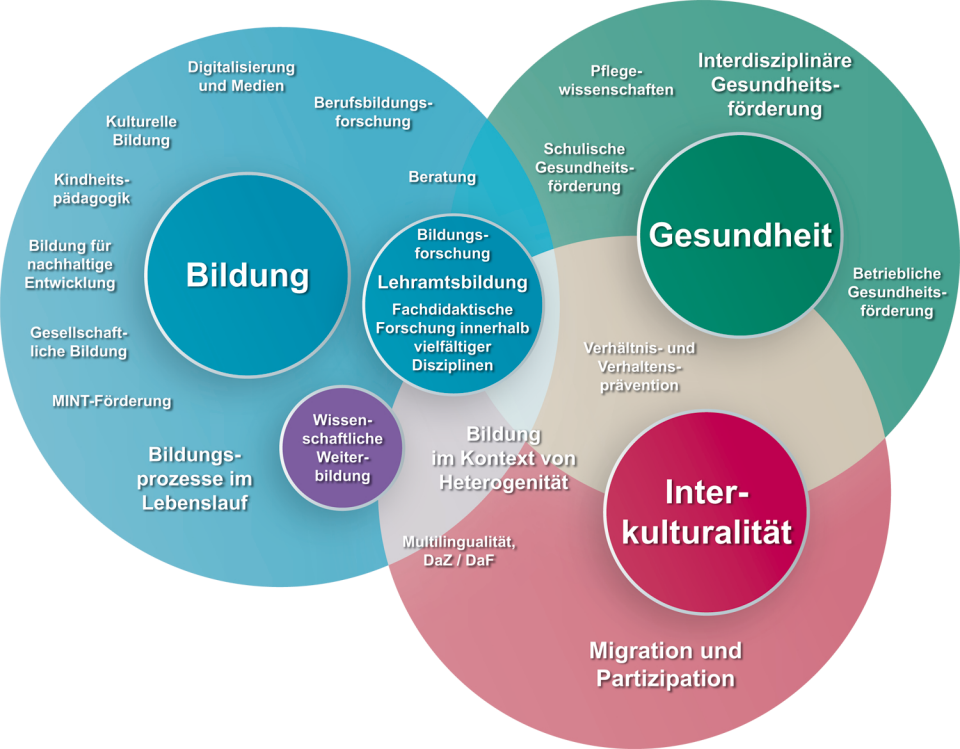 Digitalisierung
und Medien
Berufsbildungs-
forschung
Kulturelle
Bildung
Beratung
Kindheits-
pädagogik
Bildung für
nachhaltige
Entwicklung
Bildung
Bildungs-
forschung
Lehramtsbildung
Fachdidaktische
Forschung innerhalb
vielfältiger
Disziplinen
Gesellschaft-
liche Bildung
MINT-Förderung
Wissen-
schaftliche
Weiter-
bildung
Bildungs-
prozesse im
Lebenslauf
Pflege-
wissenschaften
Interdisziplinäre
Gesundheits-
förderung
Schulische
Gesundheits-
förderung
Gesundheit
Betriebliche
Gesundheits-
förderung
Verhältnis- und
Verhaltens-
prävention
Bildung
im Kontext von
Heterogenität
Multilingualität,
DaZ / DaF
Inter-
kulturalität
Migration und
Partizipation